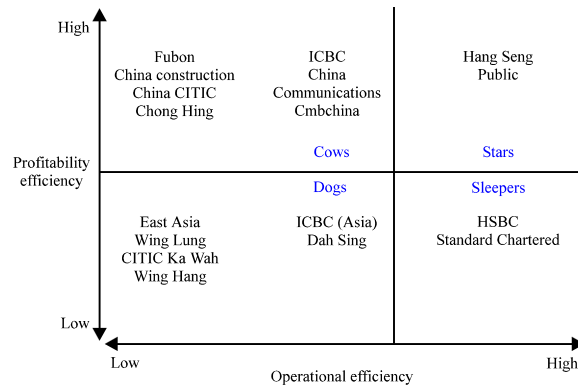 High
Fubon
China construction
China CITIC
Chong Hing
ICBC
China
Communications
Cmbchina
Hang Seng
Public
Cows
Stars
Profitability
efficiency
Dogs
Sleepers
East Asia
Wing Lung
CITIC Ka Wah
Wing Hang
ICBC (Asia)
Dah Sing
HSBC
Standard Chartered
Low
Low
High
Operational efficiency